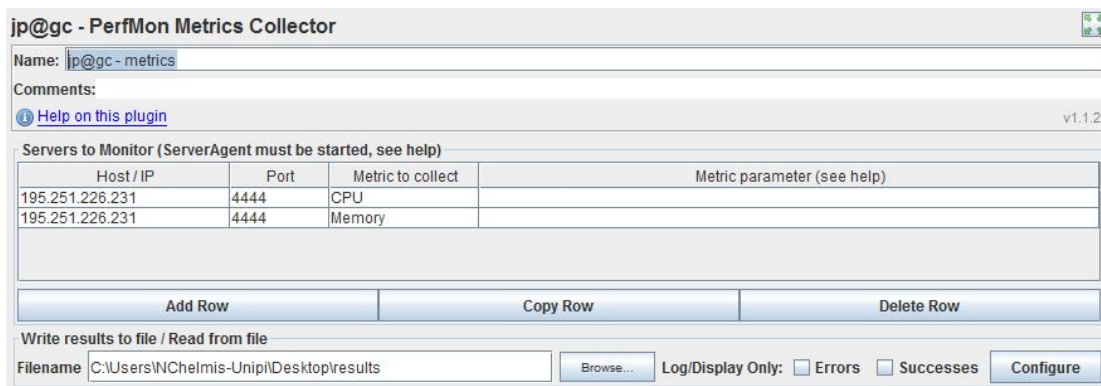 jp@gc - PerfMon Metrics Collector
Name: jp@gc - metrics
Comments:
Help on this plugin v1.1.2
Servers to Monitor (ServerAgent must be started, see help)
Host / IP Port Metric to collect Metric parameter (see help)
195.251.226.231 4444 CPU
195.251.226.231 4444 Memory
Add Row Copy Row Delete Row
Write results to file / Read from file
Filename C:\Users\NChelmis-Unipi\Desktop\results Browse... Log/Display Only: Errors Successes Configure